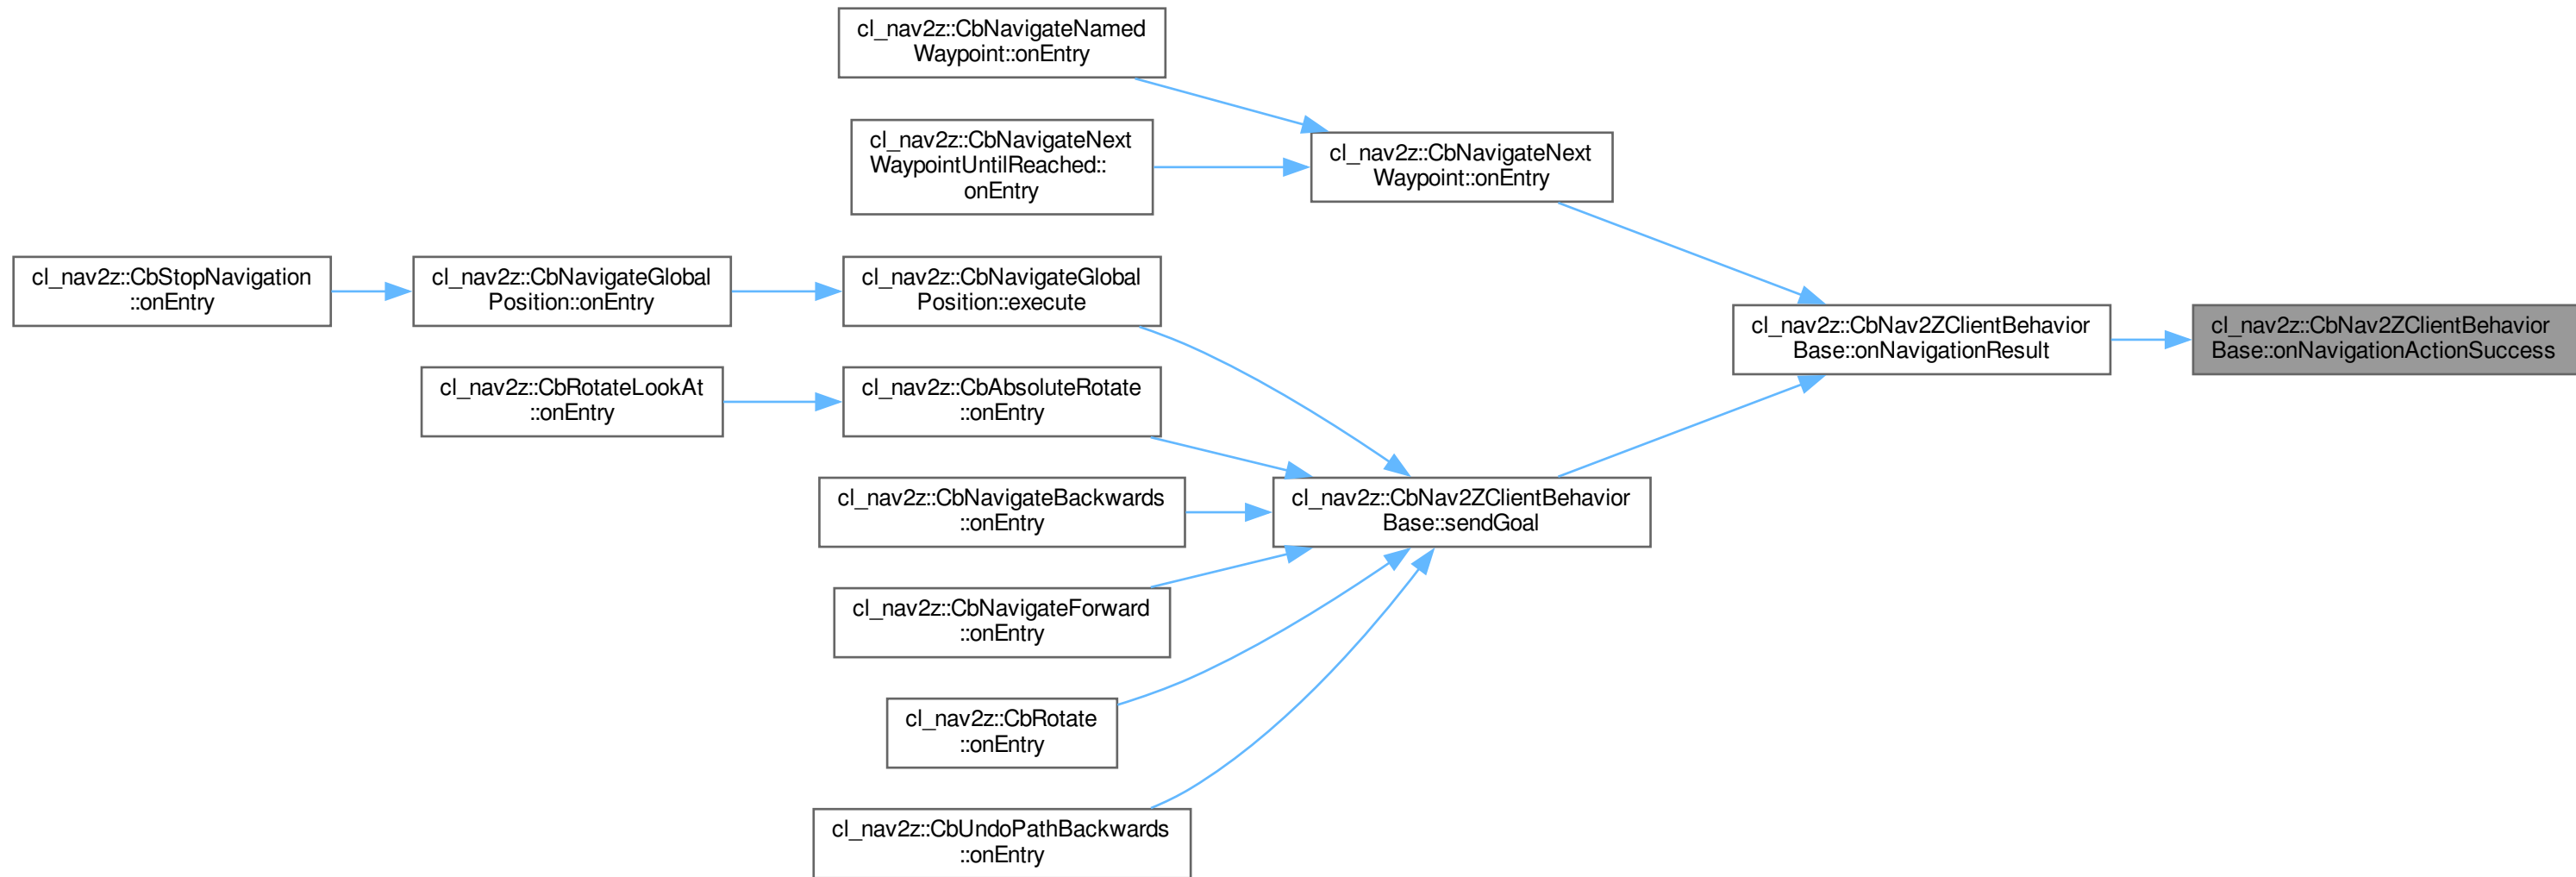 cl_nav2z::CbNavigateNamed
Waypoint::onEntry
cl_nav2z::CbNavigateNext
WaypointUntilReached::
onEntry
cl_nav2z::CbNavigateNext
Waypoint::onEntry
cl_nav2z::CbStopNavigation
::onEntry
cl_nav2z::CbNavigateGlobal
Position::onEntry
cl_nav2z::CbNavigateGlobal
Position::execute
cl_nav2z::CbNav2ZClientBehavior
Base::onNavigationResult
cl_nav2z::CbNav2ZClientBehavior
Base::onNavigationActionSuccess
cl_nav2z::CbRotateLookAt
::onEntry
cl_nav2z::CbAbsoluteRotate
::onEntry
cl_nav2z::CbNavigateBackwards
::onEntry
cl_nav2z::CbNav2ZClientBehavior
Base::sendGoal
cl_nav2z::CbNavigateForward
::onEntry
cl_nav2z::CbRotate
::onEntry
cl_nav2z::CbUndoPathBackwards
::onEntry